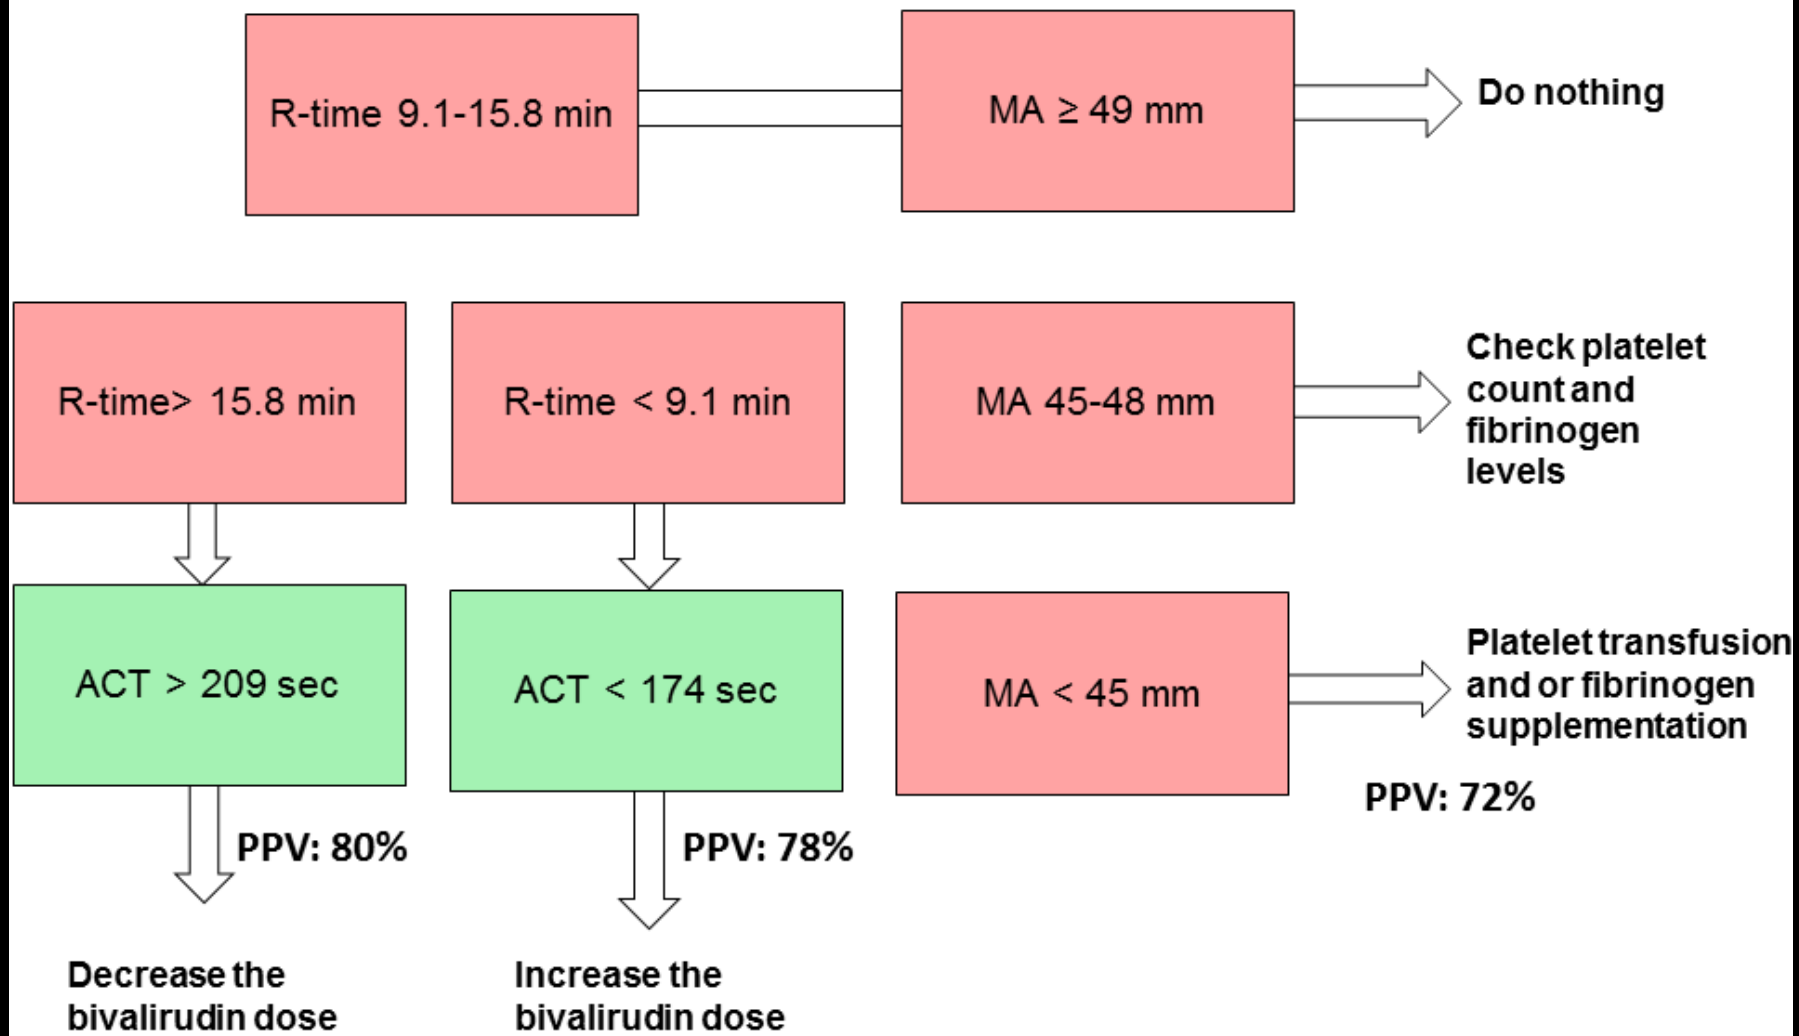 R-time 9.1-15.8 min
MA ≥ 49 mm
Do nothing
R-time> 15.8 min
R-time < 9.1 min
MA 45-48 mm
Check platelet
count and
fibrinogen
levels
ACT > 209 sec
ACT < 174 sec
MA < 45 mm
Platelet transfusion
and or fibrinogen
supplementation
PPV: 72%
PPV: 80%
PPV: 78%
Decrease the
bivalirudin dose
Increase the
bivalirudin dose